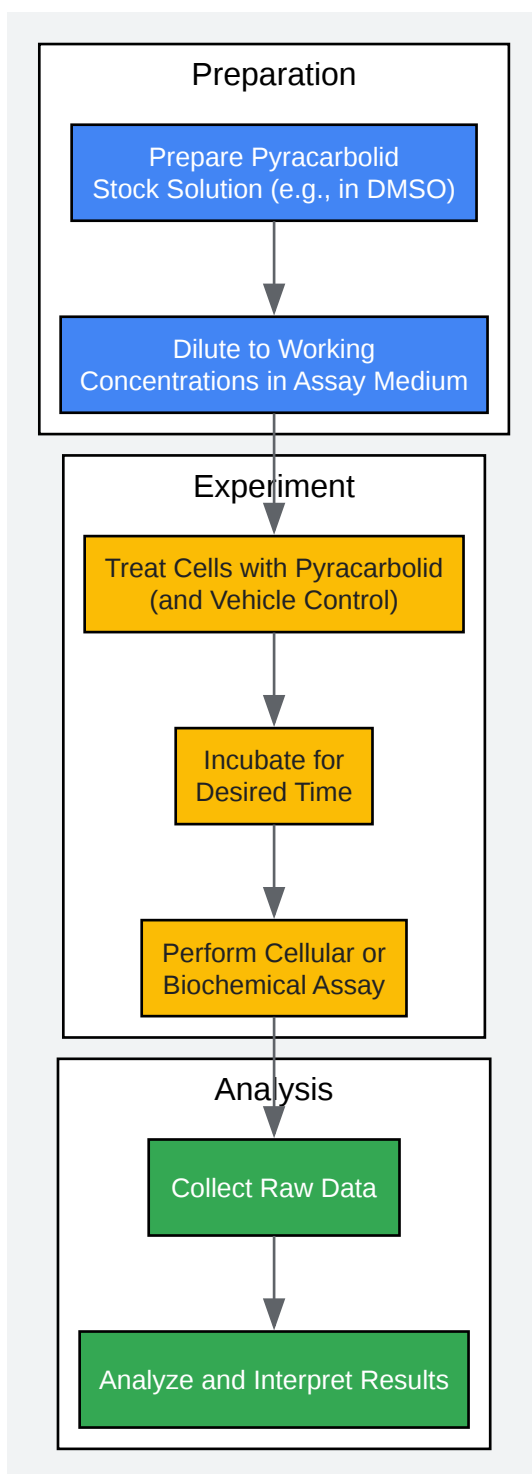 Preparation
Prepare Pyracarbolid
Stock Solution (e.g., in DMSO)
Dilute to Working
Concentrations in Assay Medium
Experiment
Treat Cells with Pyracarbolid
(and Vehicle Control)
Incubate for
Desired Time
Perform Cellular or
Biochemical Assay
Analysis
Collect Raw Data
Analyze and Interpret Results